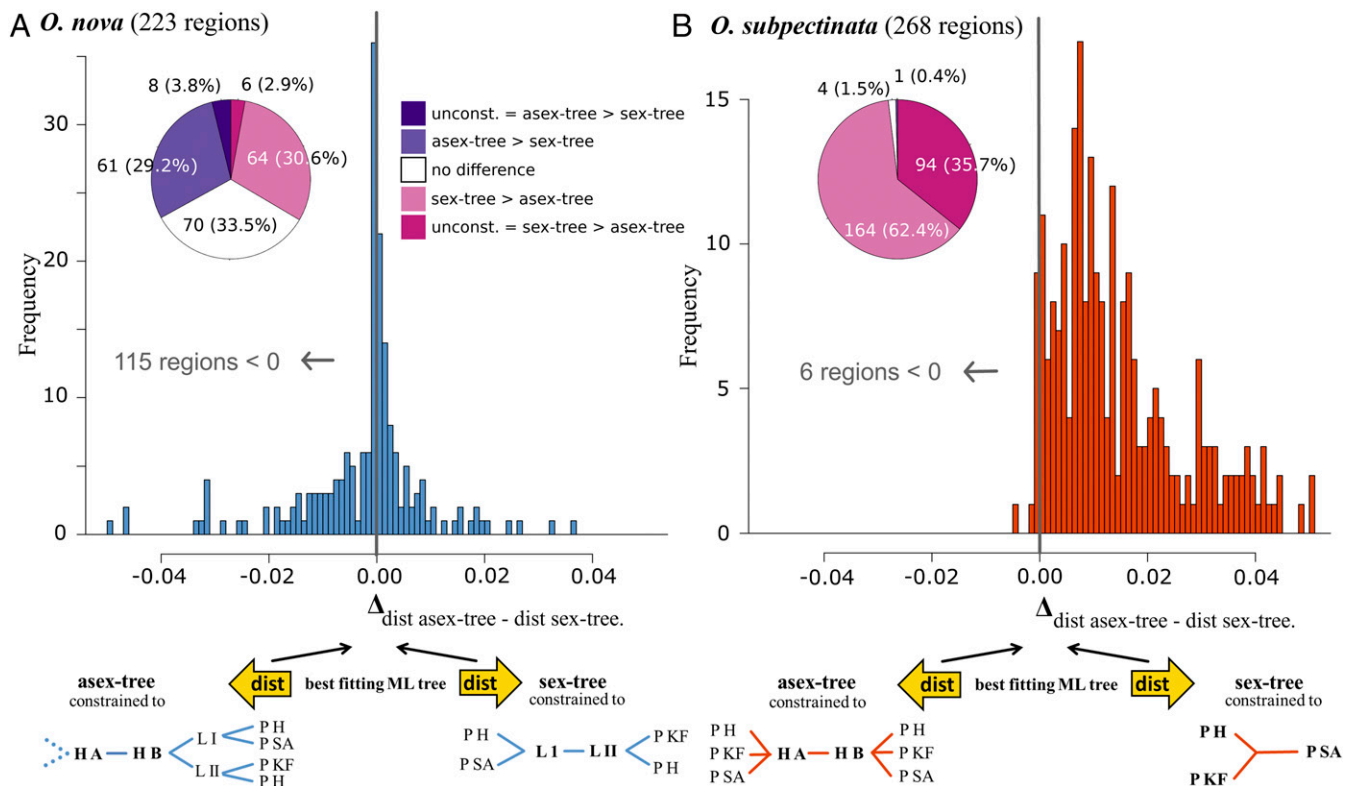 A O. nova (223 regions)
8 (3.8%)
6 (2.9%)
61 (29.2%)
64 (30.6%)
70 (33.5%)
unconst. = asex-tree > sex-tree
asex-tree > sex-tree
no difference
sex-tree > asex-tree
unconst. = sex-tree > asex-tree
Frequency
30
20
10
0
115 regions < 0 ←
-0.04 -0.02 0.00 0.02 0.04
Δ dist asex-tree - dist sex-tree.
asex-tree
constrained to
dist
best fitting ML tree
dist
sex-tree
constrained to
H A
H B
L I
L II
P H
P SA
P KF
P H
P H
P SA
L 1
L II
P KF
P H
B O. subpectinata (268 regions)
4 (1.5%)
1 (0.4%)
94 (35.7%)
164 (62.4%)
Frequency
15
10
5
0
6 regions < 0 ←
-0.04 -0.02 0.00 0.02 0.04
Δ dist asex-tree - dist sex-tree.
asex-tree
constrained to
dist
best fitting ML tree
dist
sex-tree
constrained to
P H
P KF
P SA
H A
H B
P H
P KF
P SA
P H
P KF
P SA